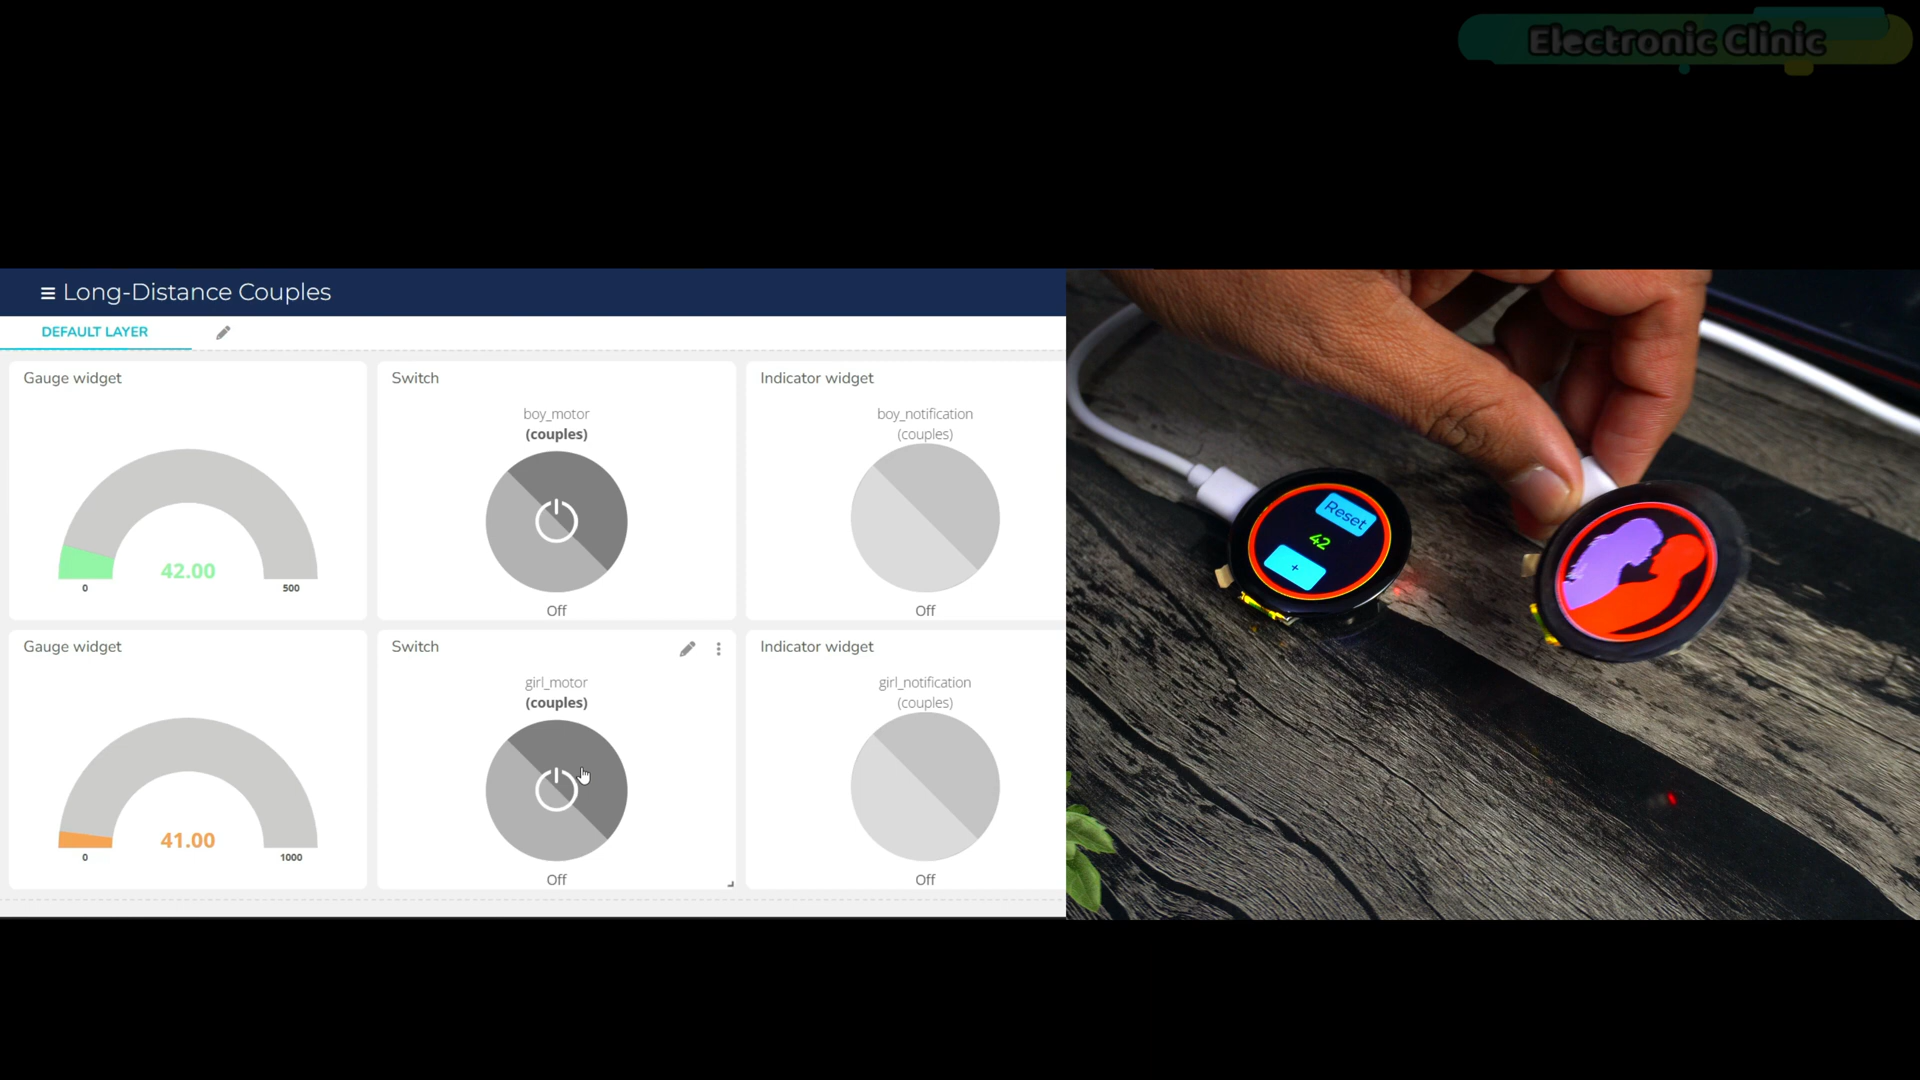 Electronic Clinic
Long-Distance Couples
DEFAULT LAYER
Gauge widget
42.00
0
500
Switch
boy_motor
(couples)
Off
Indicator widget
boy_notification
(couples)
Off
Gauge widget
41.00
0
1000
Switch
girl_motor
(couples)
Off
Indicator widget
girl_notification
(couples)
Off
Reset
42
+